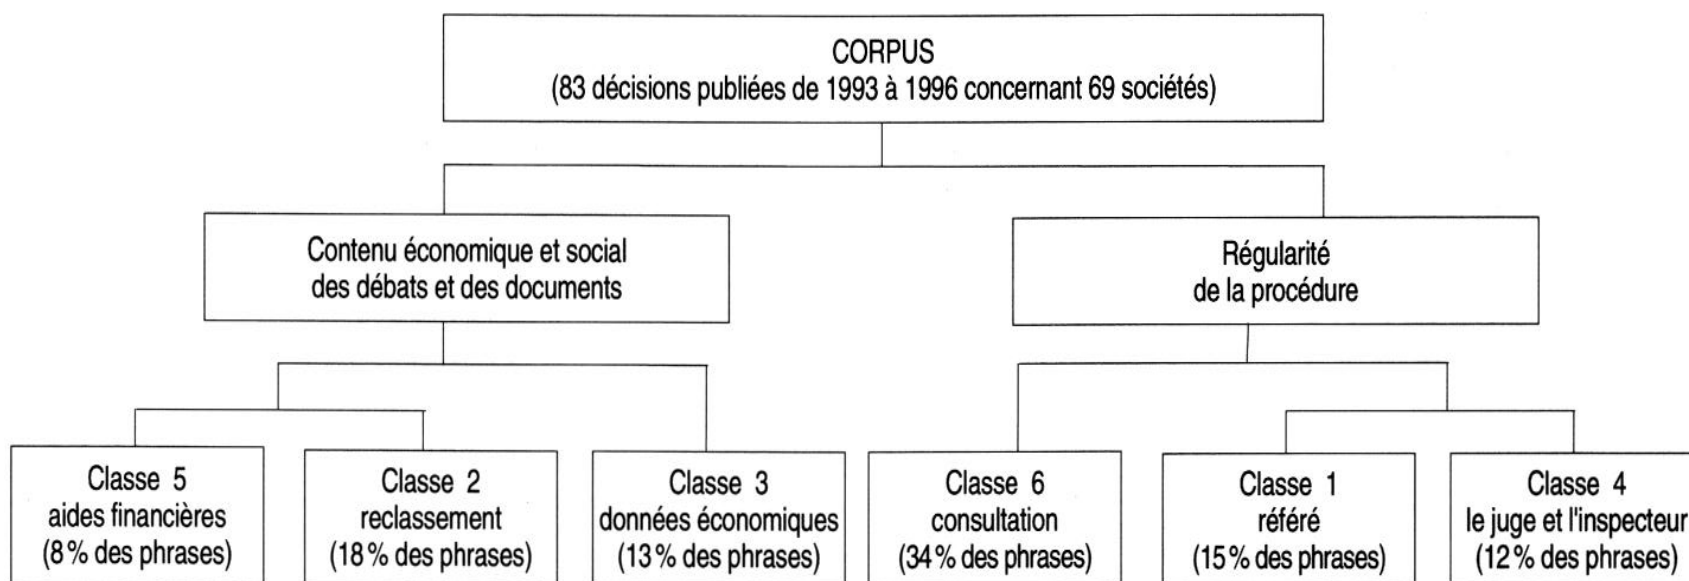 CORPUS
(83 décisions publiées de 1993 à 1996 concernant 69 sociétés)
Contenu économique et social
des débats et des documents
Régularité
de la procédure
Classe 5
aides financières
(8 % des phrases)
Classe 2
reclassement
(18 % des phrases)
Classe 3
données économiques
(13 % des phrases)
Classe 6
consultation
(34 % des phrases)
Classe 1
référé
(15 % des phrases)
Classe 4
le juge et l'inspecteur
(12 % des phrases)